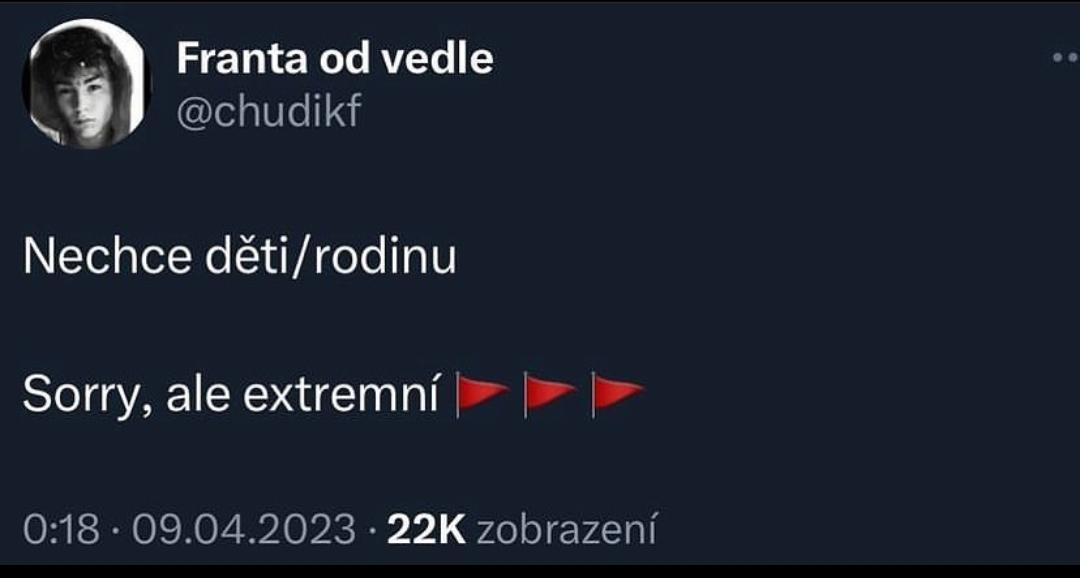 Franta od vedle
@chudikf
Nechce děti/rodinu
Sorry, ale extremní 🚩🚩🚩
0:18 · 09.04.2023 · 22K zobrazení